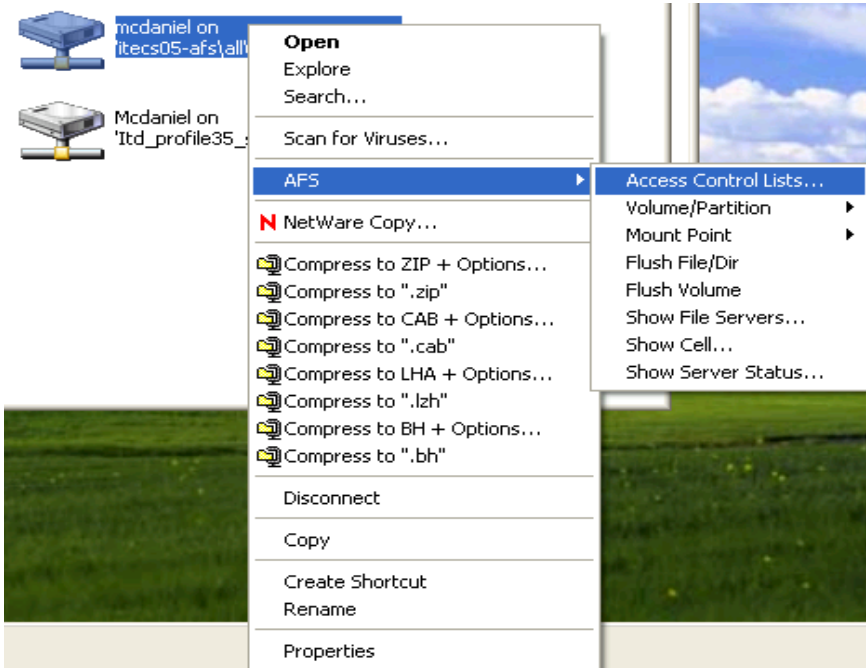 mcdaniel on
'itecs05-afs\all\
Mcdaniel on
'Itd_profile35_
Open
Explore
Search...
Scan for Viruses...
AFS
NetWare Copy...
Compress to ZIP + Options...
Compress to ".zip"
Compress to CAB + Options...
Compress to ".cab"
Compress to LHA + Options...
Compress to ".lzh"
Compress to BH + Options...
Compress to ".bh"
Disconnect
Copy
Create Shortcut
Rename
Properties
Access Control Lists...
Volume/Partition
Mount Point
Flush File/Dir
Flush Volume
Show File Servers...
Show Cell...
Show Server Status...